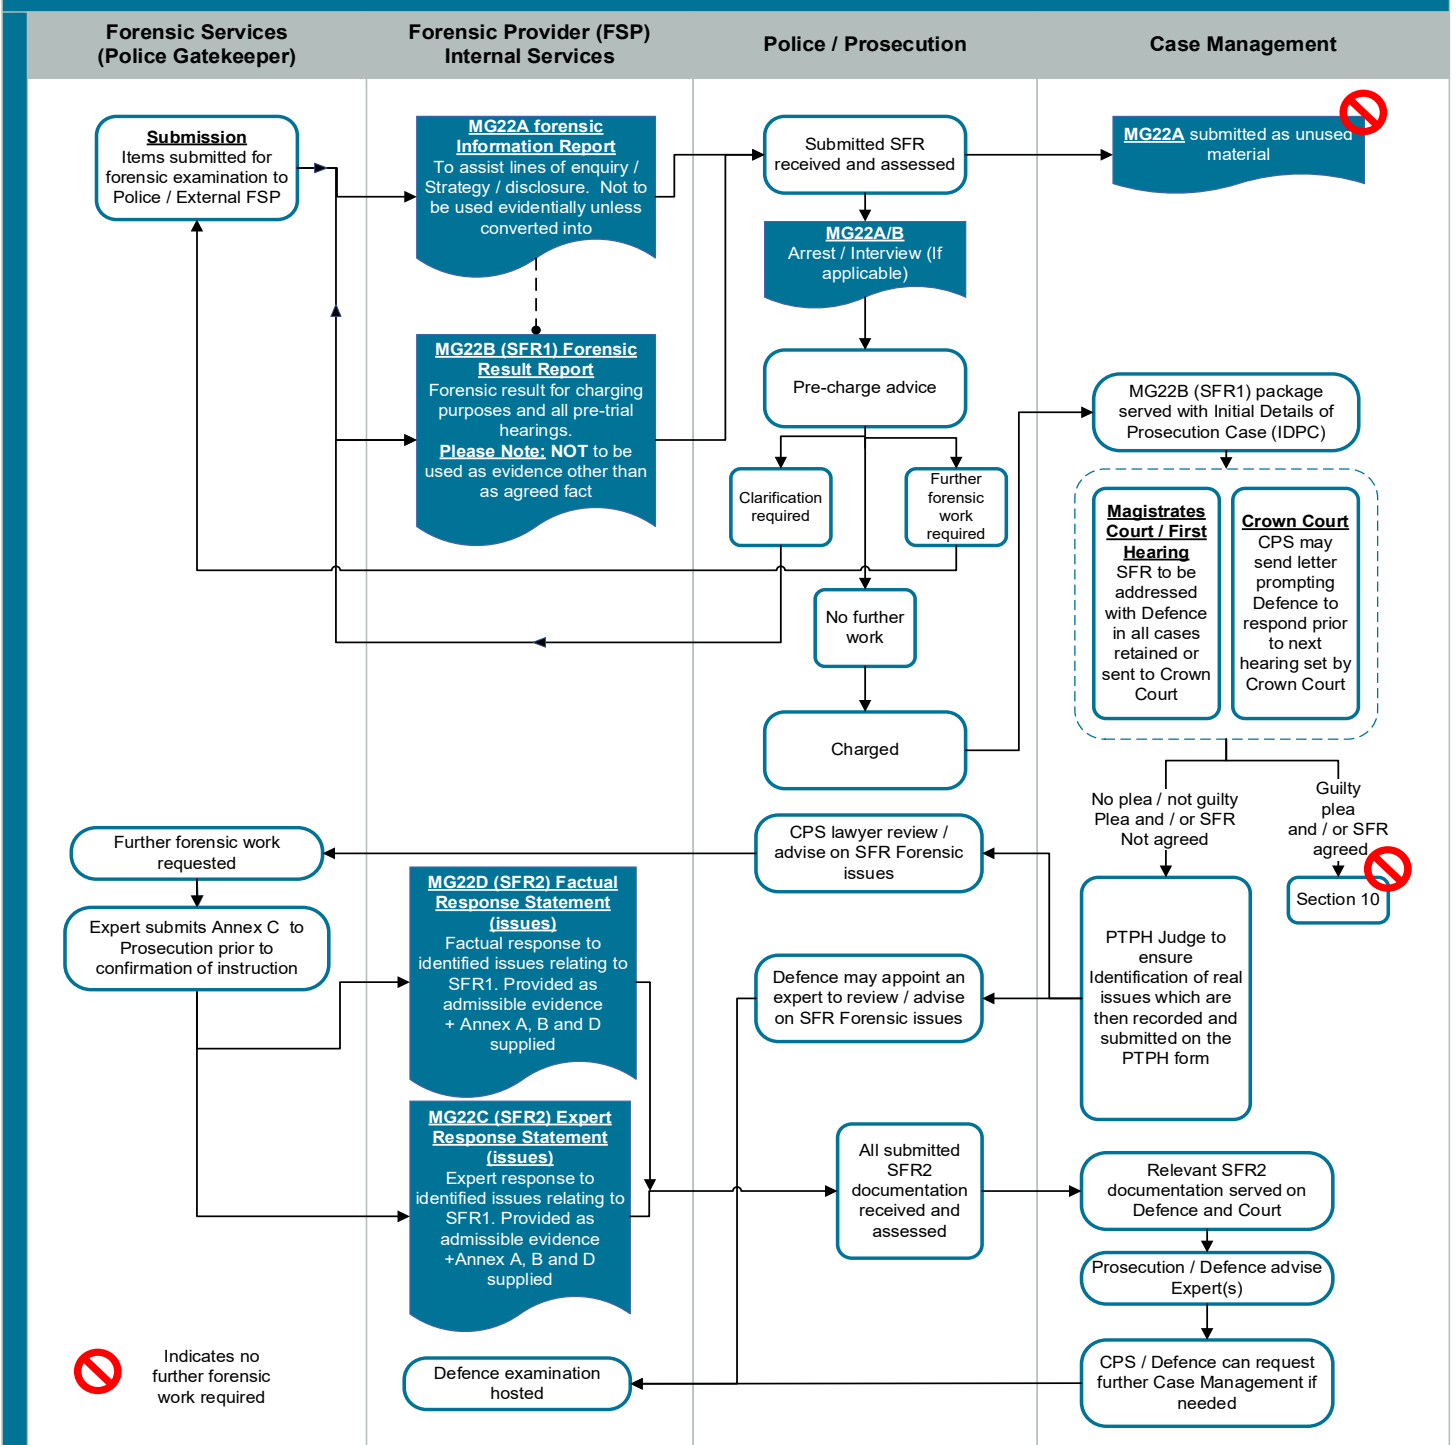 Forensic Services
(Police Gatekeeper)
Forensic Provider (FSP)
Internal Services
Police / Prosecution
Case Management
Submission
Items submitted for
forensic examination to
Police / External FSP
MG22A forensic
Information Report
To assist lines of enquiry /
Strategy / disclosure. Not to
be used evidentially unless
converted into
Submitted SFR
received and assessed
MG22A submitted as unused
material
MG22A/B
Arrest / Interview (If
applicable)
MG22B (SFR1) Forensic
Result Report
Forensic result for charging
purposes and all pre-trial
hearings.
Please Note: NOT to be
used as evidence other than
as agreed fact
Pre-charge advice
Clarification
required
Further
forensic
work
required
No further
work
Charged
MG22B (SFR1) package
served with Initial Details of
Prosecution Case (IDPC)
Magistrates
Court / First
Hearing
SFR to be
addressed
with Defence
in all cases
retained or
sent to Crown
Court
Crown Court
CPS may
send letter
prompting
Defence to
respond prior
to next
hearing set by
Crown Court
No plea / not guilty
Plea and / or SFR
Not agreed
Guilty
plea
and / or SFR
agreed
Section 10
Further forensic work
requested
CPS lawyer review /
advise on SFR Forensic
issues
Expert submits Annex C to
Prosecution prior to
confirmation of instruction
MG22D (SFR2) Factual
Response Statement
(issues)
Factual response to
identified issues relating to
SFR1. Provided as
admissible evidence
+ Annex A, B and D
supplied
Defence may appoint an
expert to review / advise
on SFR Forensic issues
PTPH Judge to
ensure
Identification of real
issues which are
then recorded and
submitted on the
PTPH form
MG22C (SFR2) Expert
Response Statement
(issues)
Expert response to
identified issues relating to
SFR1. Provided as
admissible evidence
+Annex A, B and D
supplied
All submitted
SFR2
documentation
received and
assessed
Relevant SFR2
documentation served on
Defence and Court
Prosecution / Defence advise
Expert(s)
CPS / Defence can request
further Case Management if
needed
Defence examination
hosted
Indicates no
further forensic
work required